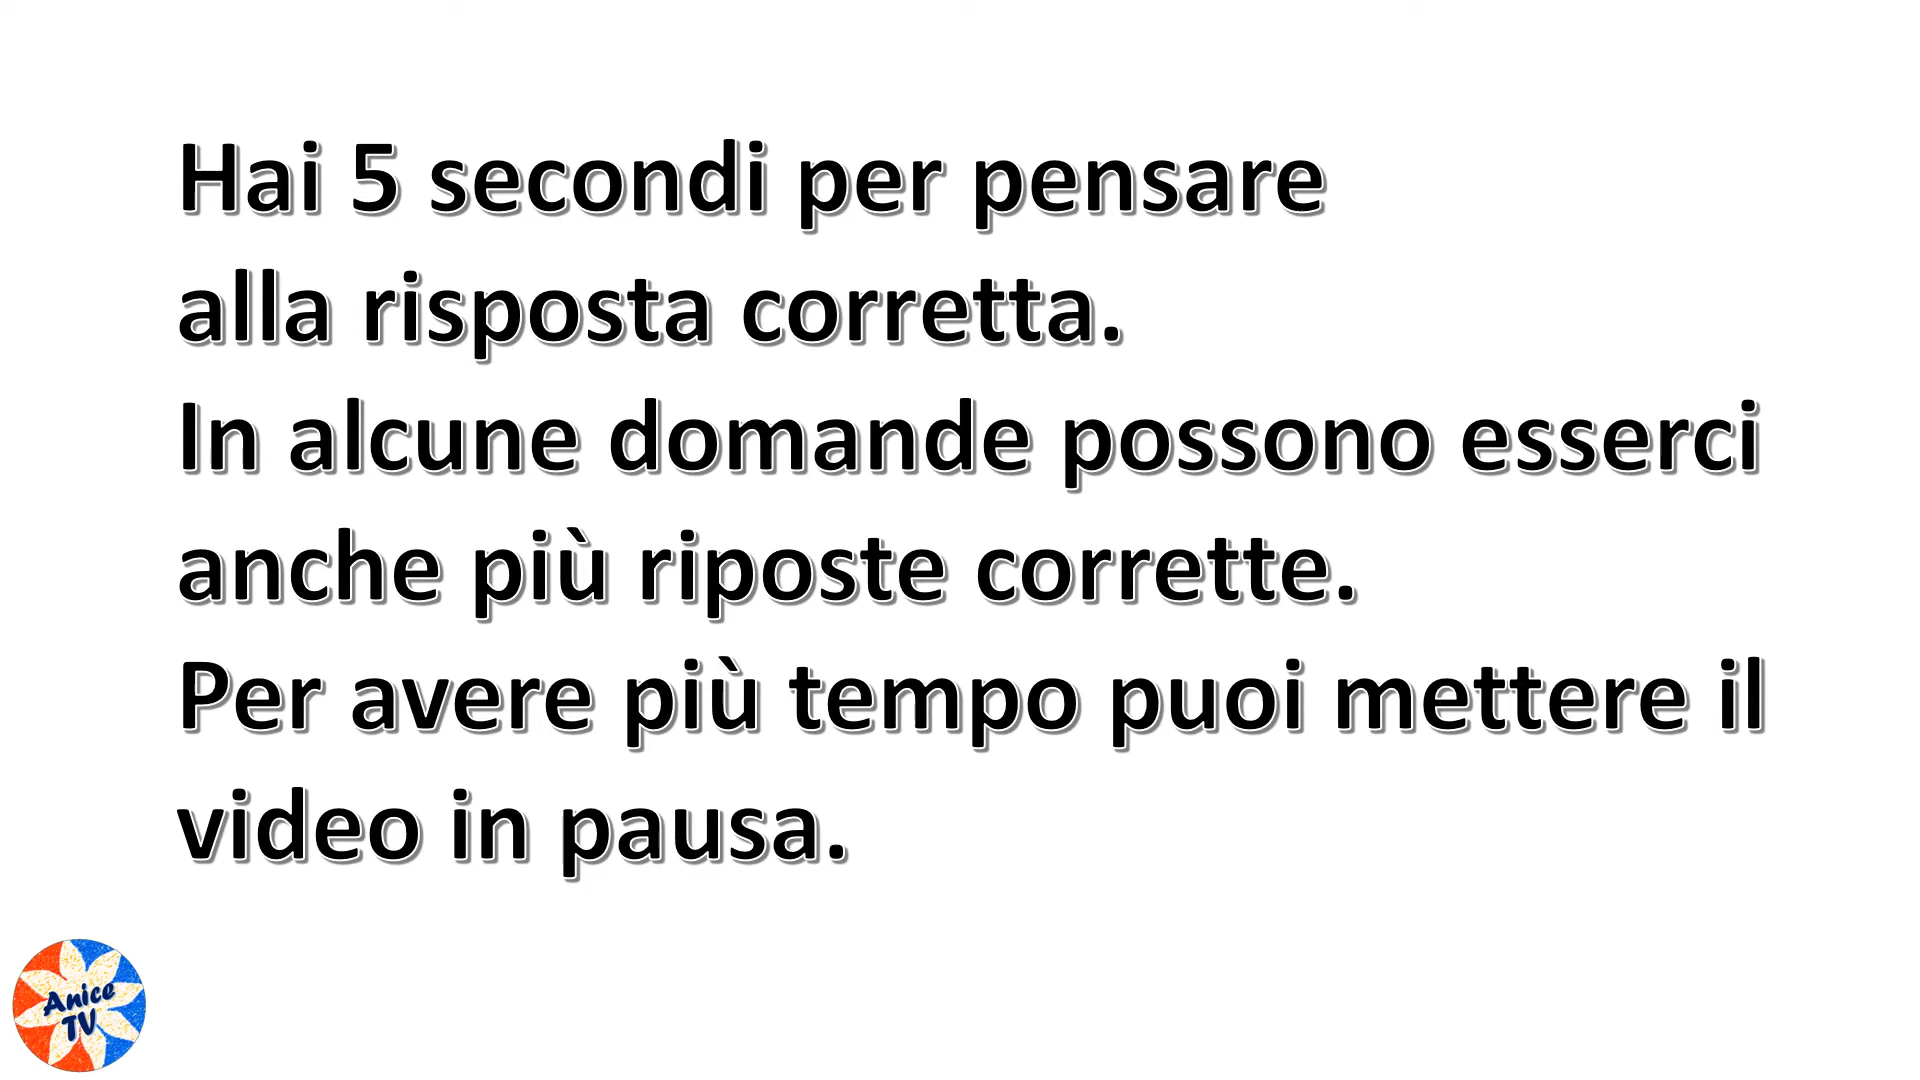 Hai 5 secondi per pensare
alla risposta corretta.
In alcune domande possono esserci
anche più riposte corrette.
Per avere più tempo puoi mettere il
video in pausa.
Anice
TV